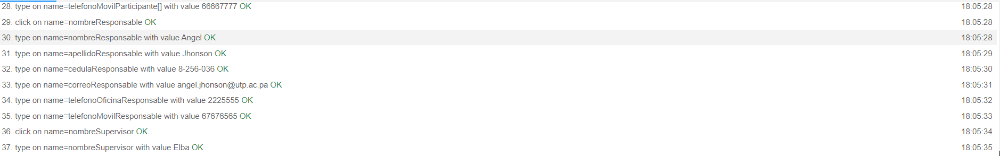 28. type on name=telefonoMovilParticipante[] with value 66667777 OK 18:05:28
29. click on name=nombreResponsable OK 18:05:28
30. type on name=nombreResponsable with value Angel OK 18:05:28
31. type on name=apellidoResponsable with value Jhonson OK 18:05:29
32. type on name=cedulaResponsable with value 8-256-036 OK 18:05:30
33. type on name=correoResponsable with value angel.jhonson@utp.ac.pa OK 18:05:31
34. type on name=telefonoOficinaResponsable with value 2225555 OK 18:05:32
35. type on name=telefonoMovilResponsable with value 67676565 OK 18:05:33
36. click on name=nombreSupervisor OK 18:05:34
37. type on name=nombreSupervisor with value Elba OK 18:05:35